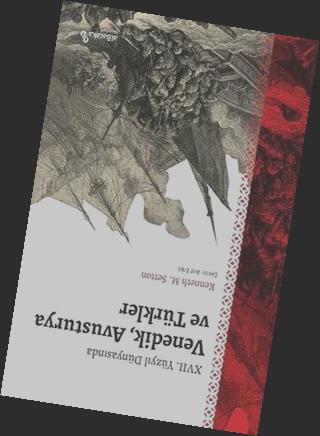 XVII. Yüzyıl Dünyasında
Venedik, Avusturya
ve Türkler
Kenneth M. Setton